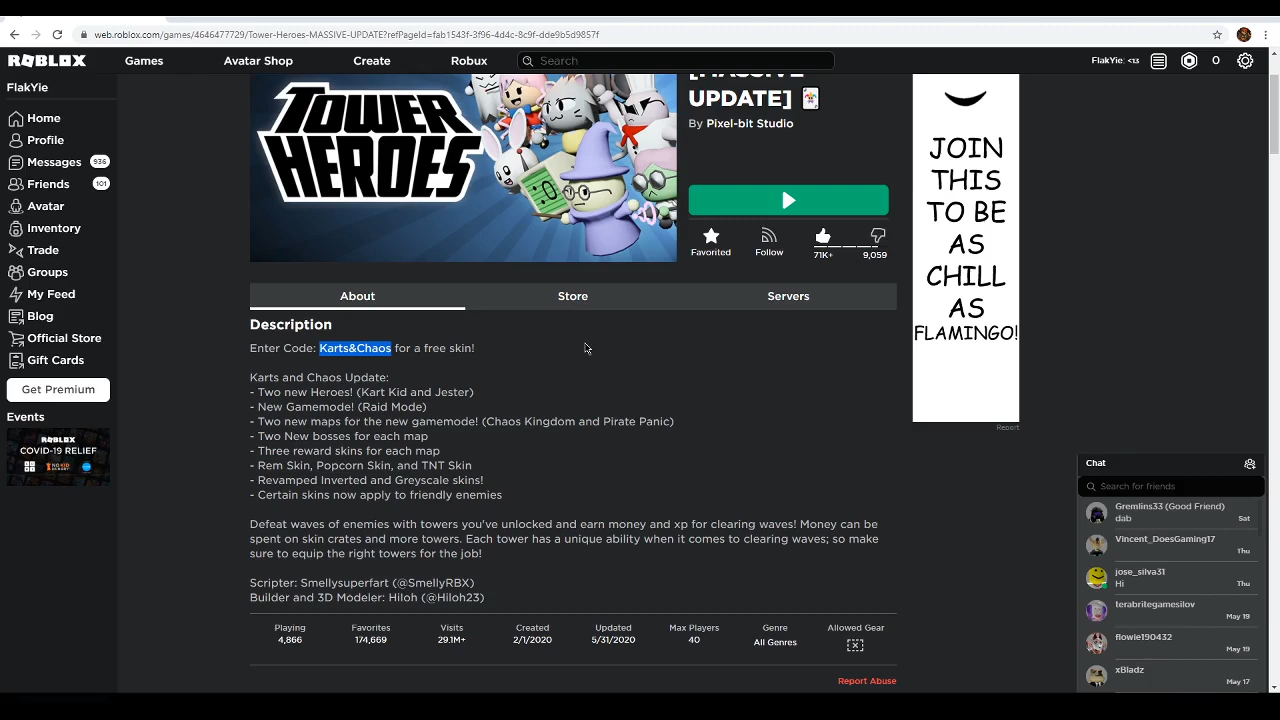 web.roblox.com/games/4646477729/Tower-Heroes-MASSIVE-UPDATE?refPageId=fab1543f-3f96-4d4c-8c9f-dde9b5d9857f
ROBLOX
Games
Avatar Shop
Create
Robux
Search
FlakYie: <13
0
FlakYie
Home
Profile
Messages 936
Friends 101
Avatar
Inventory
Trade
Groups
My Feed
Blog
Official Store
Gift Cards
Get Premium
Events
ROBLOX
COVID-19 RELIEF
TOWER
HEROES
[MASSIVE
UPDATE]
By Pixel-bit Studio
Favorited
Follow
71K+
9,059
About
Store
Servers
Description
Enter Code: Karts&Chaos for a free skin!
Karts and Chaos Update:
- Two new Heroes! (Kart Kid and Jester)
- New Gamemode! (Raid Mode)
- Two new maps for the new gamemode! (Chaos Kingdom and Pirate Panic)
- Two New bosses for each map
- Three reward skins for each map
- Rem Skin, Popcorn Skin, and TNT Skin
- Revamped Inverted and Greyscale skins!
- Certain skins now apply to friendly enemies
Defeat waves of enemies with towers you've unlocked and earn money and xp for clearing waves! Money can be
spent on skin crates and more towers. Each tower has a unique ability when it comes to clearing waves; so make
sure to equip the right towers for the job!
Scripter: Smellysuperfart (@SmellyRBX)
Builder and 3D Modeler: Hiloh (@Hiloh23)
Playing
4,866
Favorites
174,669
Visits
29.1M+
Created
2/1/2020
Updated
5/31/2020
Max Players
40
Genre
All Genres
Allowed Gear
Report Abuse
JOIN
THIS
TO BE
AS
CHILL
AS
FLAMINGO!
Report
Chat
Search for friends
Gremlins33 (Good Friend)
dab
Sat
Vincent_DoesGaming17
Thu
jose_silva31
Hi
Thu
terabritegamesilov
May 19
flowie190432
May 19
xBladz
May 17